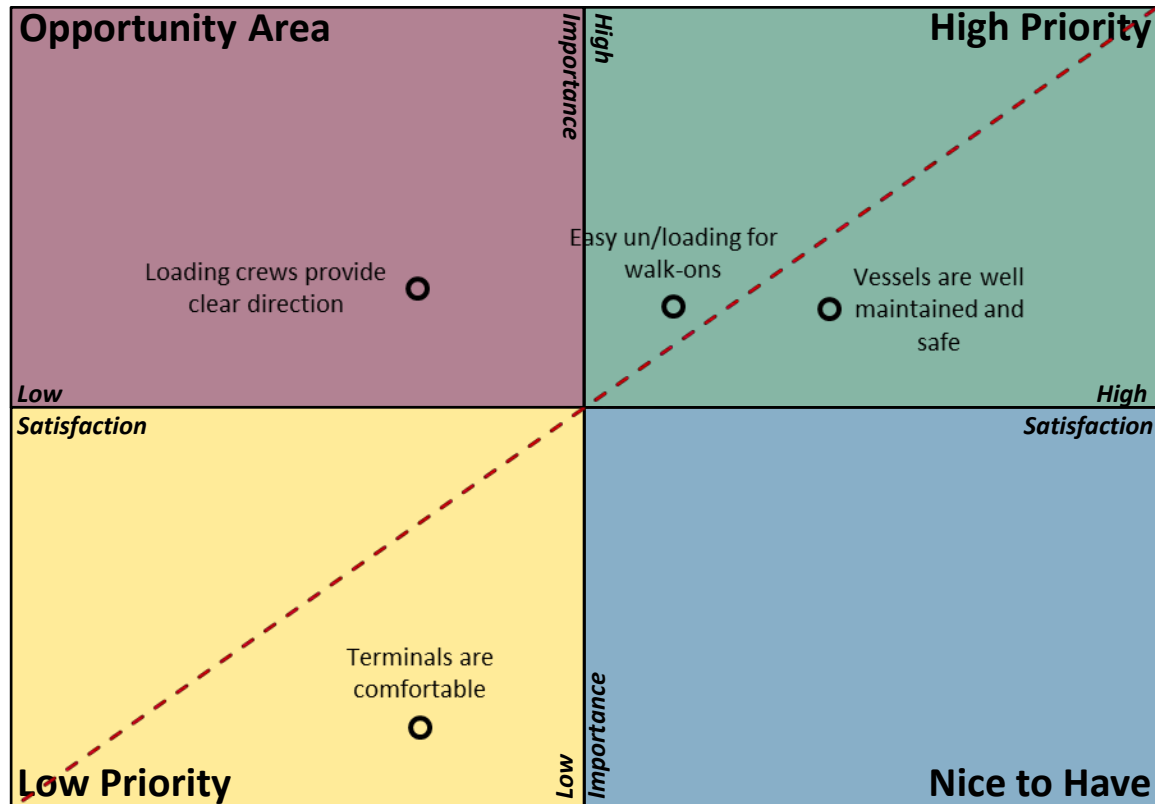 Opportunity Area
Importance
High
High Priority
Loading crews provide
clear direction
Easy un/loading for
walk-ons
Vessels are well
maintained and
safe
Low
High
Satisfaction
Satisfaction
Terminals are
comfortable
Low
Importance
Low Priority
Nice to Have